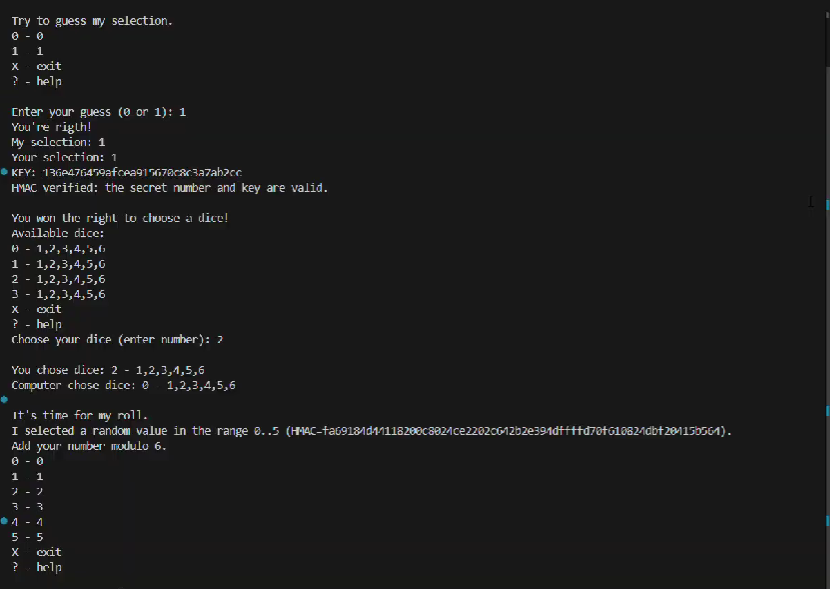 Try to guess my selection.
0 - 0
1   1
X   exit
? - help
Enter your guess (0 or 1): 1
You're rigth!
My selection: 1
Your selection: 1
KEY: 136e476459afcea915670c8c3a7ab2cc
HMAC verified: the secret number and key are valid.
You won the right to choose a dice!
Available dice:
0 - 1,2,3,4,5,6
1 - 1,2,3,4,5,6
2 - 1,2,3,4,5,6
3 - 1,2,3,4,5,6
X   exit
? - help
Choose your dice (enter number): 2
You chose dice: 2 - 1,2,3,4,5,6
Computer chose dice: 0   1,2,3,4,5,6
It's time for my roll.
I selected a random value in the range 0..5 (HMAC=fa69184d44118200c8024ce2202c642b2e394dffffd70f610824dbf20415b564).
Add your number modulo 6.
0 - 0
1   1
2 - 2
3 - 3
4 - 4
5 - 5
X   exit
?   help